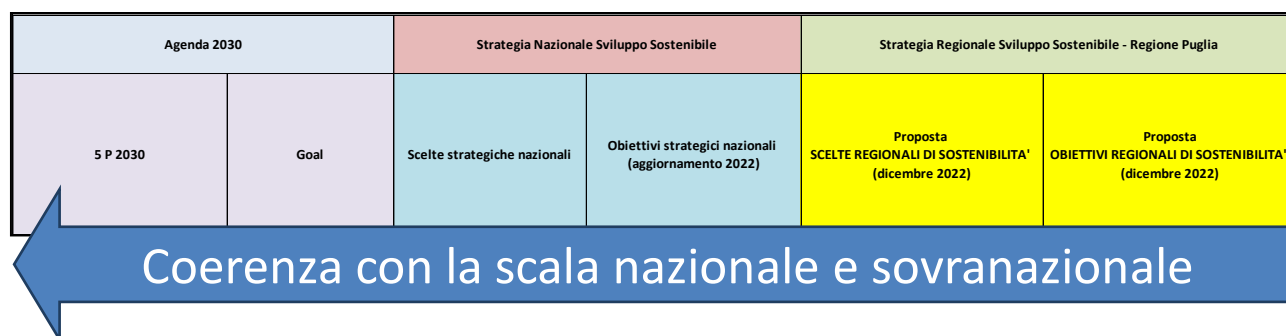 Agenda 2030
Strategia Nazionale Sviluppo Sostenibile
Strategia Regionale Sviluppo Sostenibile - Regione Puglia
5 P 2030
Goal
Scelte strategiche nazionali
Obiettivi strategici nazionali
(aggiornamento 2022)
Proposta
SCELTE REGIONALI DI SOSTENIBILITA'
(dicembre 2022)
Proposta
OBIETTIVI REGIONALI DI SOSTENIBILITA'
(dicembre 2022)
Coerenza con la scala nazionale e sovranazionale